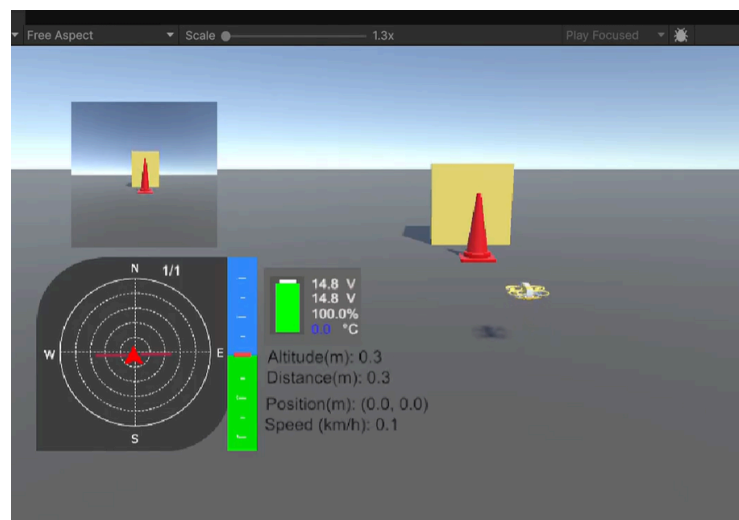 Free Aspect
Scale
1.3x
Play Focused
N
1/1
W
E
S
14.8 V
14.8 V
100.0%
0.0 °C
Altitude(m): 0.3
Distance(m): 0.3
Position(m): (0.0, 0.0)
Speed (km/h): 0.1